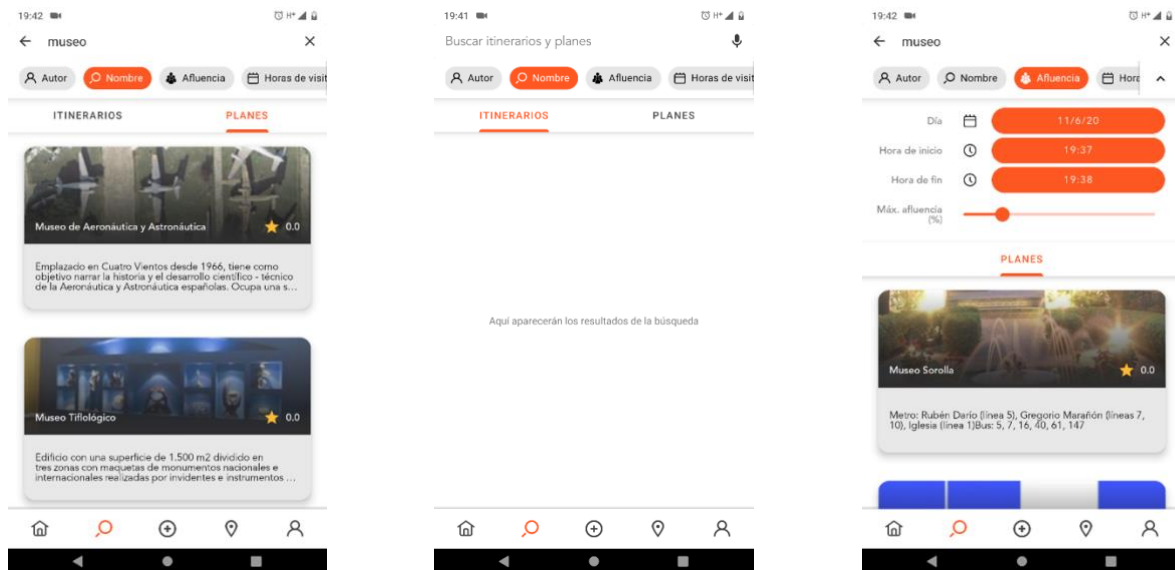 19:42
H+
museo
Autor
Nombre
Afluencia
Horas de visit
ITINERARIOS
PLANES
Museo de Aeronáutica y Astronáutica
0.0
Emplazado en Cuatro Vientos desde 1966, tiene como
objetivo narrar la historia y el desarrollo científico - técnico
de la Aeronáutica y Astronáutica españolas. Ocupa una s...
Museo Tiflológico
0.0
Edificio con una superficie de 1.500 m2 dividido en
tres zonas con maquetas de monumentos nacionales e
internacionales realizadas por invidentes e instrumentos ...
19:41
H+
Buscar itinerarios y planes
Autor
Nombre
Afluencia
Horas de visit
ITINERARIOS
PLANES
Aquí aparecerán los resultados de la búsqueda
19:42
H+
museo
Autor
Nombre
Afluencia
Hora
Día
11/6/20
Hora de inicio
19:37
Hora de fin
19:38
Máx. afluencia
(%)
PLANES
Museo Sorolla
0.0
Metro: Rubén Darío (línea 5), Gregorio Marañón (líneas 7,
10), Iglesia (línea 1)Bus: 5, 7, 16, 40, 61, 147